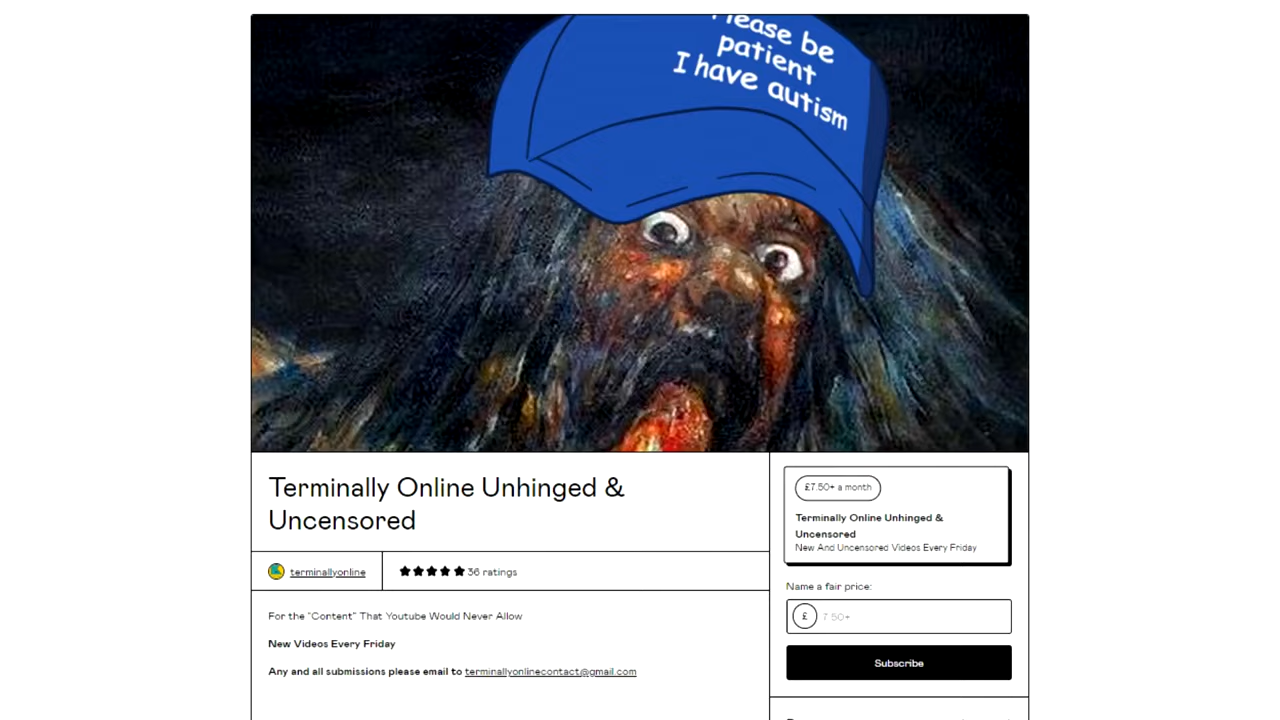 Please be
patient
I have autism
Terminally Online Unhinged &
Uncensored
terminallyonline
36 ratings
For the "Content" That Youtube Would Never Allow
New Videos Every Friday
Any and all submissions please email to terminallyonlinecontact@gmail.com
£7.50+ a month
Terminally Online Unhinged &
Uncensored
New And Uncensored Videos Every Friday
Name a fair price:
£ 7.50+
Subscribe